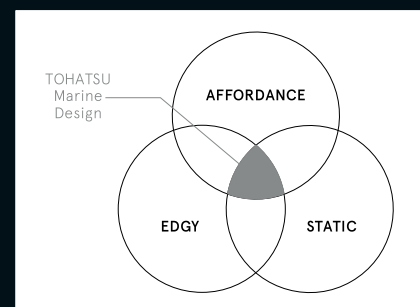 TOHATSU
Marine
Design
AFFORDANCE
EDGY
STATIC